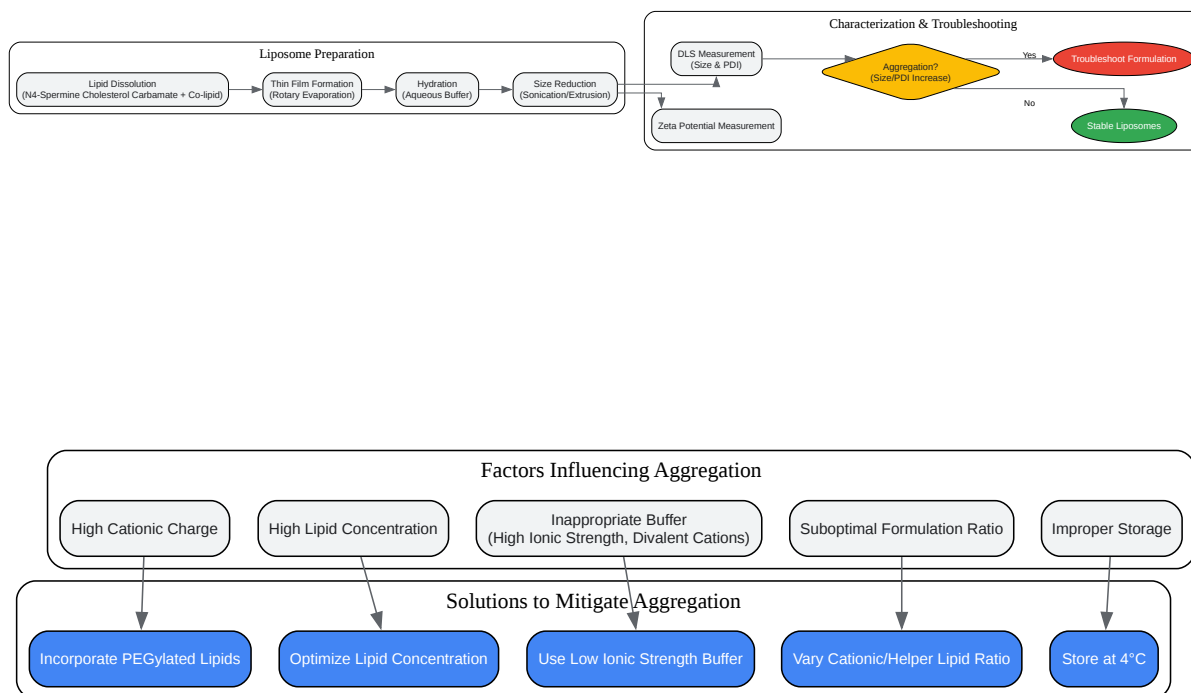 Liposome Preparation
Lipid Dissolution
(N4-Spermine Cholesterol Carbamate + Co-lipid)
Thin Film Formation
(Rotary Evaporation)
Hydration
(Aqueous Buffer)
Size Reduction
(Sonication/Extrusion)
Characterization & Troubleshooting
DLS Measurement
(Size & PDI)
Zeta Potential Measurement
Aggregation?
(Size/PDI Increase)
Yes
Troubleshoot Formulation
No
Stable Liposomes
Factors Influencing Aggregation
High Cationic Charge
High Lipid Concentration
Inappropriate Buffer
(High Ionic Strength, Divalent Cations)
Suboptimal Formulation Ratio
Improper Storage
Solutions to Mitigate Aggregation
Incorporate PEGylated Lipids
Optimize Lipid Concentration
Use Low Ionic Strength Buffer
Vary Cationic/Helper Lipid Ratio
Store at 4°C